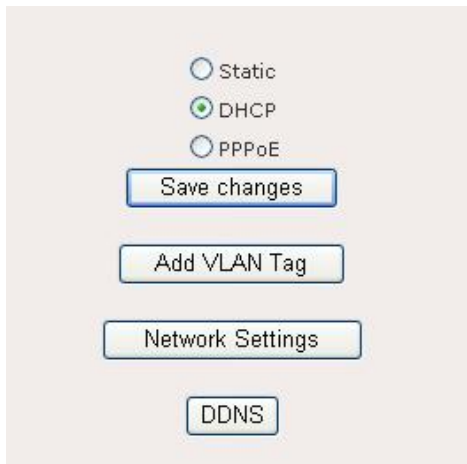 Static
DHCP
PPPoE
Save changes
Add VLAN Tag
Network Settings
DDNS